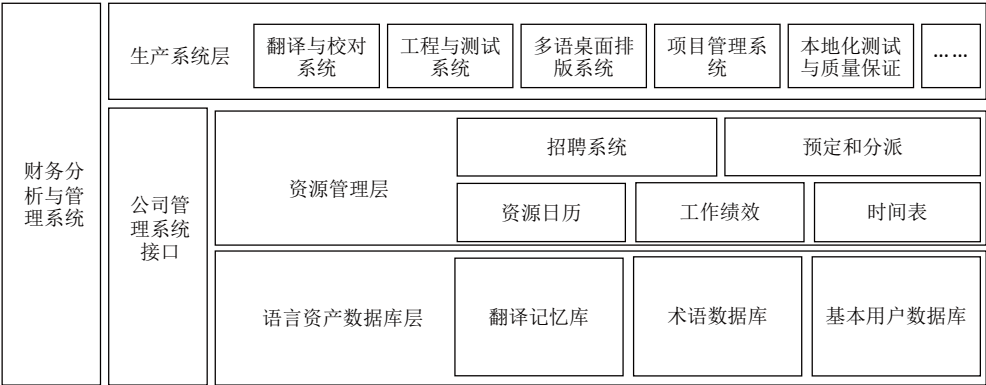 财务分
析与管
理系统
生产系统层
翻译与校对
系统
工程与测试
系统
多语桌面排
版系统
项目管理系
统
本地化测试
与质量保证
……
公司管
理系统
接口
资源管理层
招聘系统
预定和分派
资源日历
工作绩效
时间表
语言资产数据库层
翻译记忆库
术语数据库
基本用户数据库